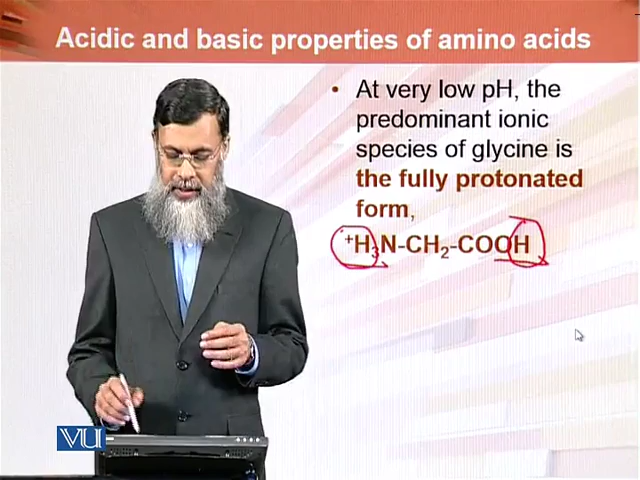 Acidic and basic properties of amino acids
• At very low pH, the
predominant ionic
species of glycine is
the fully protonated
form,
⁺H₃N-CH₂-COOH
VU